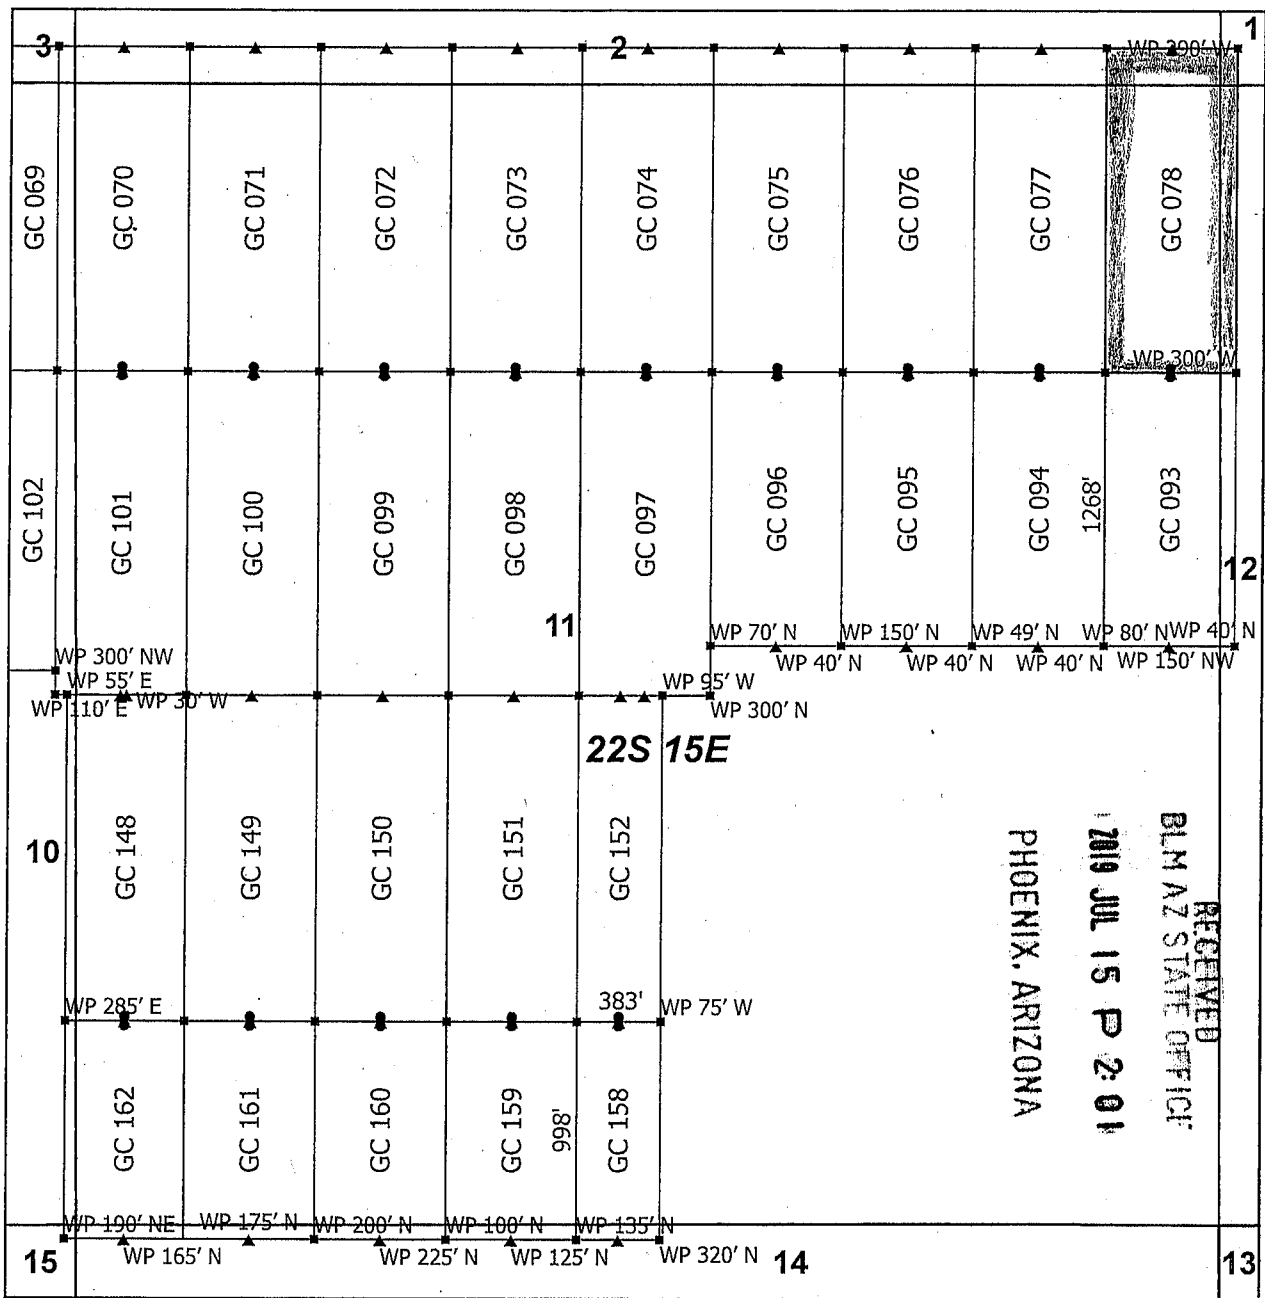 3
2
1
WP 390' W
GC 069
GC 070
GC 071
GC 072
GC 073
GC 074
GC 075
GC 076
GC 077
GC 078
WP 300' W
GC 102
GC 101
GC 100
GC 099
GC 098
GC 097
GC 096
GC 095
GC 094
1268'
GC 093
12
11
WP 70' N
WP 150' N
WP 49' N
WP 80' N
WP 40' N
WP 40' N
WP 40' N
WP 40' N
WP 150' NW
WP 300' NW
WP 55' E
WP 110' E
WP 30' W
WP 95' W
WP 300' N
22S 15E
10
GC 148
GC 149
GC 150
GC 151
GC 152
RECEIVED
BLM AZ STATE OFFICE
2019 JUL 15 P 2:01
PHOENIX, ARIZONA
WP 285' E
383'
WP 75' W
GC 162
GC 161
GC 160
GC 159
998'
GC 158
WP 190' NE
WP 175' N
WP 200' N
WP 100' N
WP 135' N
WP 165' N
WP 225' N
WP 125' N
WP 320' N
15
14
13